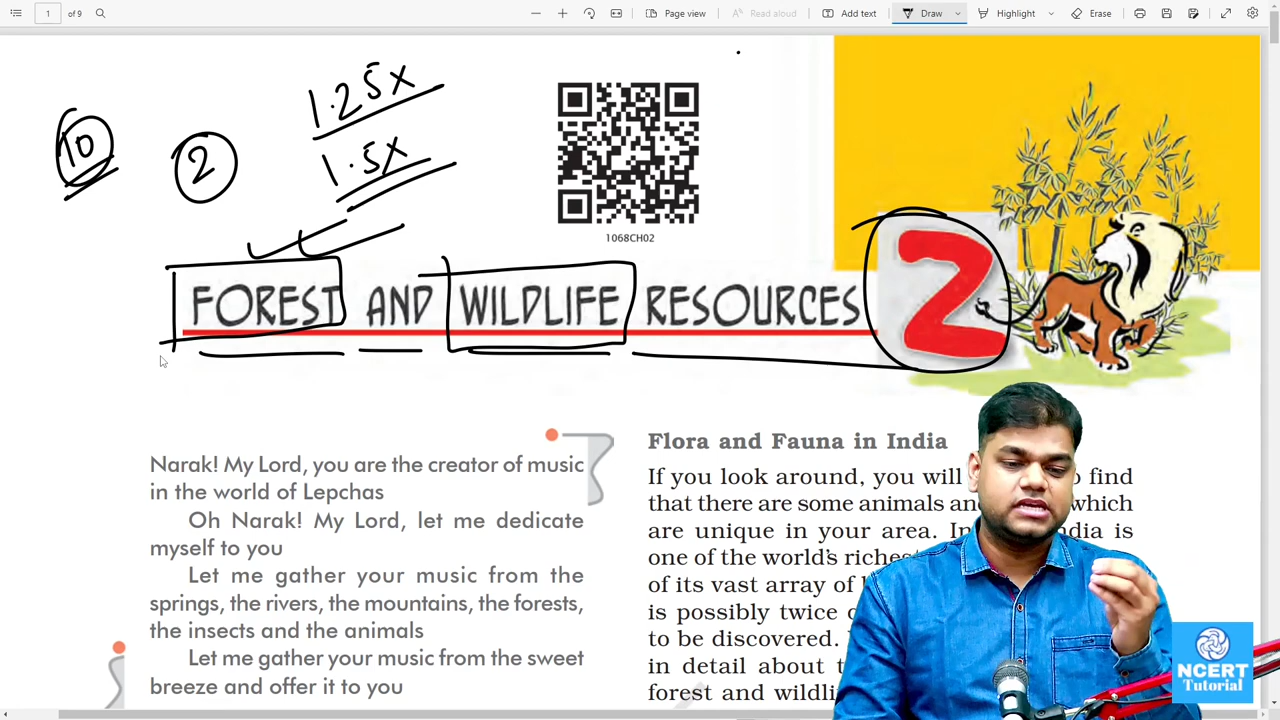 1
of 9
Page view
Read aloud
Add text
Draw
Highlight
Erase
1.25x
10
2
1.5x
1068CH02
FOREST AND WILDLIFE RESOURCES
2
Narak! My Lord, you are the creator of music
in the world of Lepchas
Oh Narak! My Lord, let me dedicate
myself to you
Let me gather your music from the
springs, the rivers, the mountains, the forests,
the insects and the animals
Let me gather your music from the sweet
breeze and offer it to you
Flora and Fauna in India
If you look around, you will find
that there are some animals which
are unique in your area. India is
one of the world's
of its vast array of
is possibly twice
to be discovered.
in detail about
forest and
NCERT
Tutorial